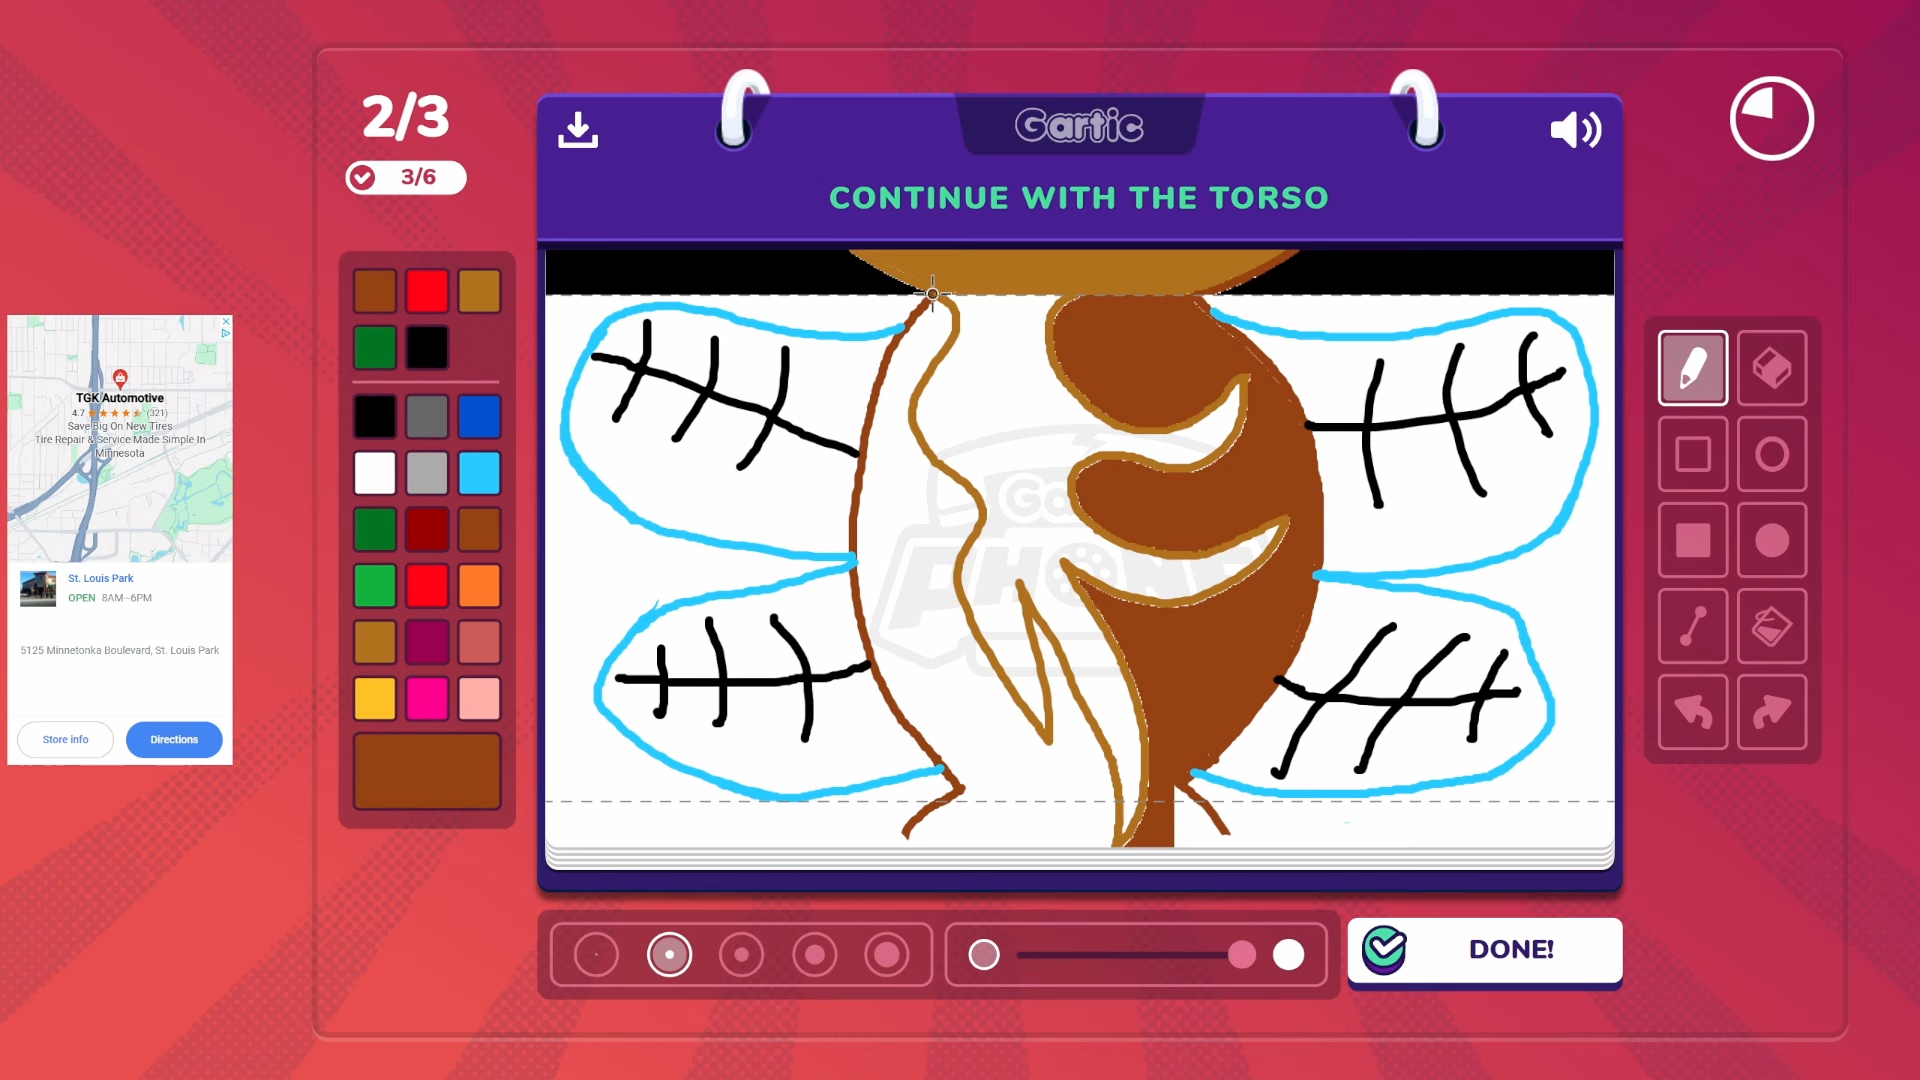 2/3
3/6
Gartic
CONTINUE WITH THE TORSO
TGK Automotive
4.7 (321)
Save Big On New Tires
Tire Repair & Service Made Simple In
Minnesota
St. Louis Park
OPEN 8AM–6PM
5125 Minnetonka Boulevard, St. Louis Park
Store info
Directions
PHONE
DONE!